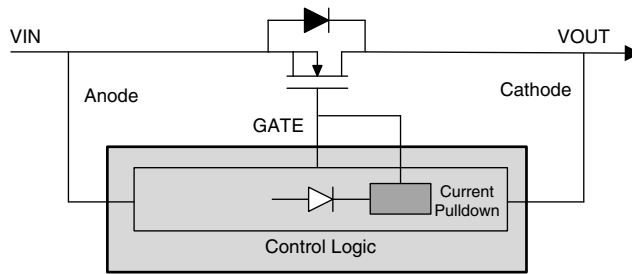 VIN
VOUT
Anode
Cathode
GATE
Current
Pulldown
Control Logic